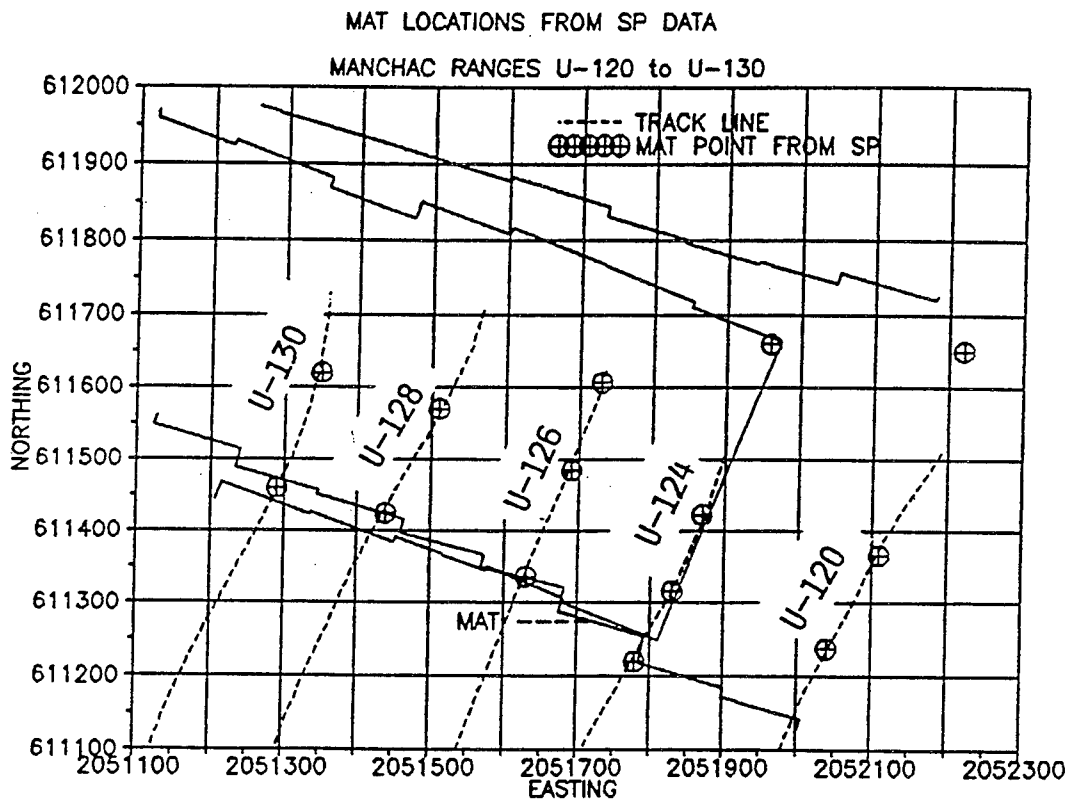 MAT LOCATIONS FROM SP DATA
MANCHAC RANGES U-120 to U-130
612000
TRACK LINE
MAT POINT FROM SP
611900
611800
611700
611600
611500
611400
611300
611200
611100
NORTHING
U-130
U-128
U-126
U-124
U-120
MAT
2051100 2051300 2051500 2051700 2051900 2052100 2052300
EASTING